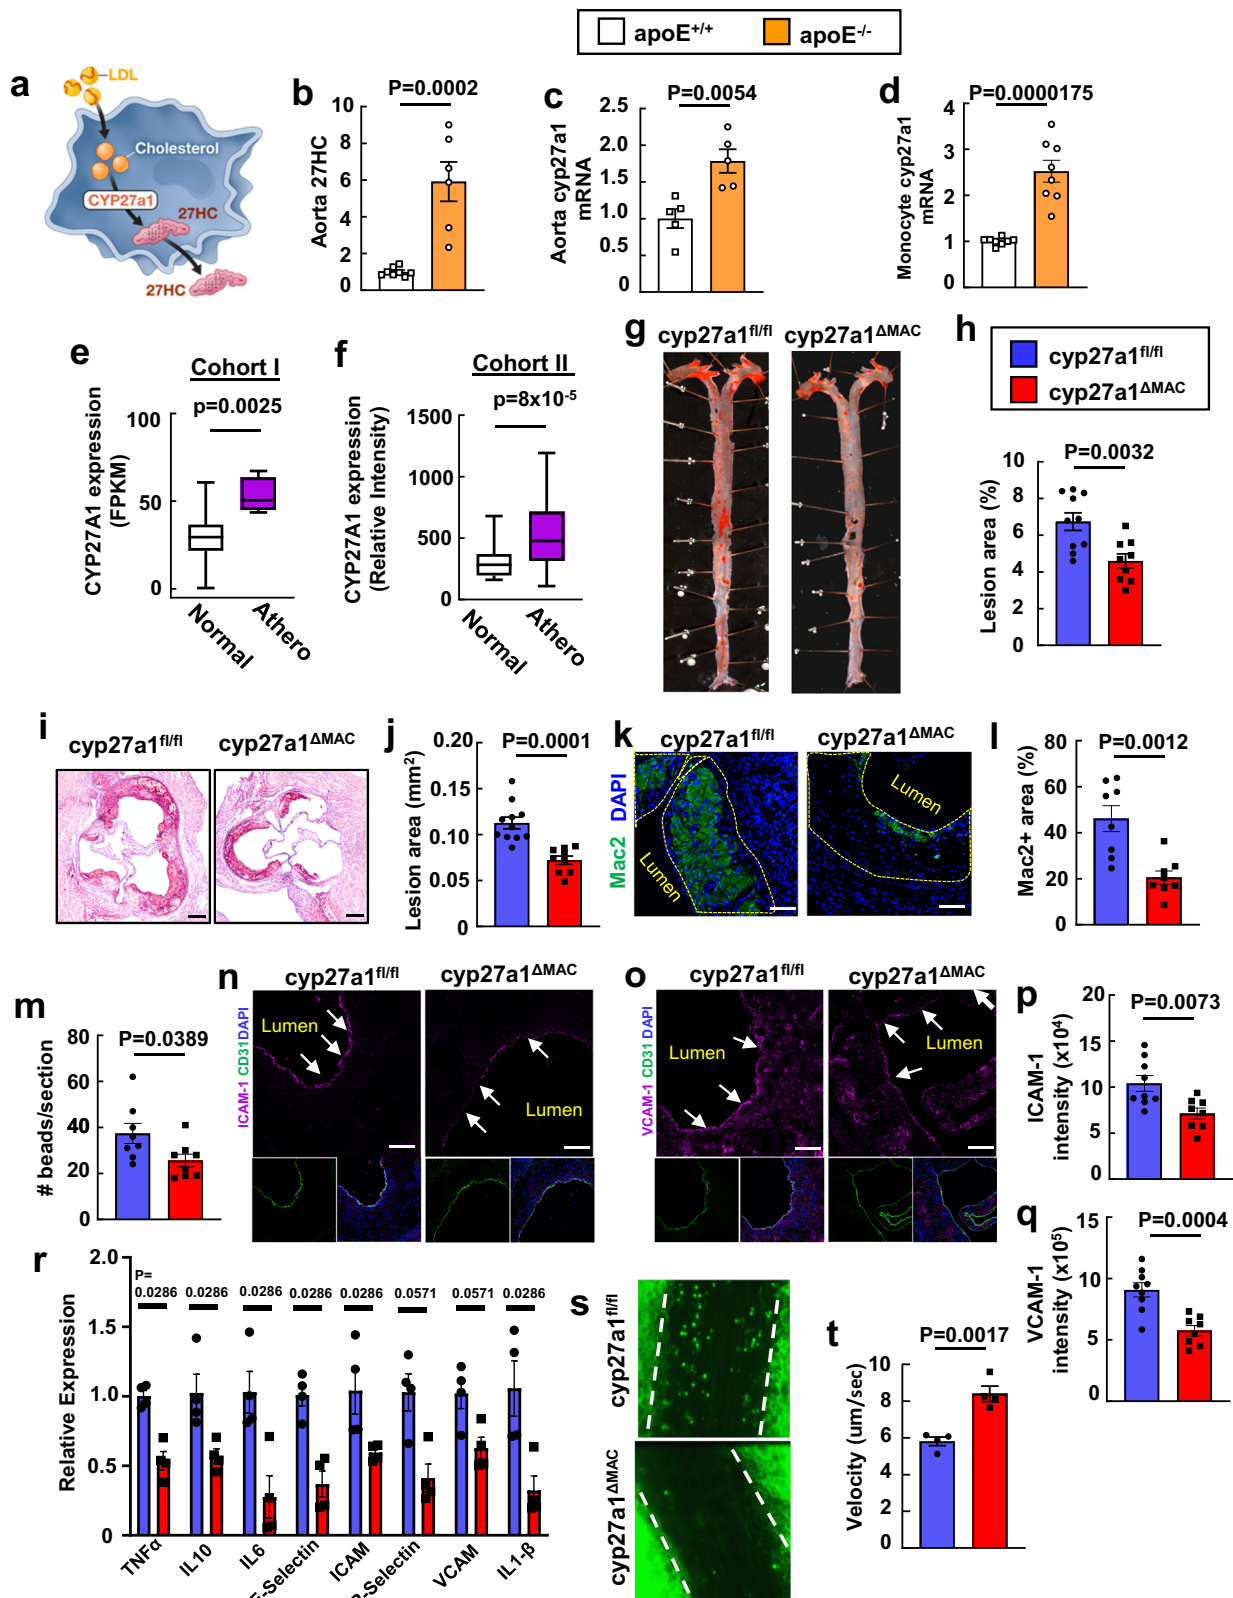 apoE+/+ apoE-/-
a
LDL
Cholesterol
CYP27a1
27HC
27HC
b
P=0.0002
Aorta 27HC
10
8
6
4
2
0
c
P=0.0054
Aorta cyp27a1
mRNA
2.5
2.0
1.5
1.0
0.5
0
d
P=0.0000175
Monocyte cyp27a1
mRNA
4
3
2
1
0
e
Cohort I
p=0.0025
CYP27A1 expression
(FPKM)
100
50
0
Normal
Athero
f
Cohort II
p=8x10-5
CYP27A1 expression
(Relative Intensity)
1500
1000
500
0
Normal
Athero
g
cyp27a1fl/fl cyp27a1ΔMAC
h
cyp27a1fl/fl
cyp27a1ΔMAC
P=0.0032
Lesion area (%)
10
8
6
4
2
0
i
cyp27a1fl/fl cyp27a1ΔMAC
j
P=0.0001
Lesion area (mm2)
0.20
0.15
0.10
0.05
0
k
cyp27a1fl/fl cyp27a1ΔMAC
Mac2 DAPI
Lumen
Lumen
l
P=0.0012
Mac2+ area (%)
80
60
40
20
0
m
P=0.0389
# beads/section
80
60
40
20
0
n
cyp27a1fl/fl cyp27a1ΔMAC
ICAM-1 CD31 DAPI
Lumen
Lumen
o
cyp27a1fl/fl cyp27a1ΔMAC
VCAM-1 CD31 DAPI
Lumen
Lumen
p
P=0.0073
ICAM-1
intensity (x104)
20
15
10
5
0
q
P=0.0004
VCAM-1
intensity (x105)
15
10
5
0
r
P=
0.0286 0.0286 0.0286 0.0286 0.0286 0.0571 0.0571 0.0286
Relative Expression
2.0
1.5
1.0
0.5
0
TNFα
IL10
IL6
E-Selectin
ICAM
P-Selectin
VCAM
IL1-β
s
cyp27a1fl/fl
cyp27a1ΔMAC
t
P=0.0017
Velocity (um/sec)
10
8
6
4
2
0